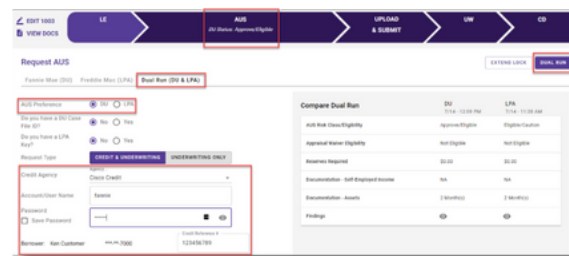 EDIT 1003
VIEW DOCS
LE
AUS
DU Status: Approve/Eligible
UPLOAD
& SUBMIT
UW
CD
Request AUS
EXTEND LOCK
DUAL RUN
Fannie Mae (DU)
Freddie Mac (LPA)
Dual Run (DU & LPA)
AUS Preference
DU
LPA
Do you have a DU Case
File ID?
No
Yes
Do you have a LPA
Key?
No
Yes
Request Type
CREDIT & UNDERWRITING
UNDERWRITING ONLY
Credit Agency
Agency
Cisco Credit
Account/User Name
fannie
Password
Save Password
Borrower
Ken Customer
***-**-7000
Credit Reference #
123456789
Compare Dual Run
DU
LPA
AUS Risk Class/Eligibility
Approve/Eligible
Eligible Caution
Appraisal Waiver Eligibility
Not Eligible
Not Eligible
Reserves Required
$0.00
$0.00
Documentation - Self Employed Income
NA
NA
Documentation - Assets
2 Month(s)
2 Month(s)
Findings